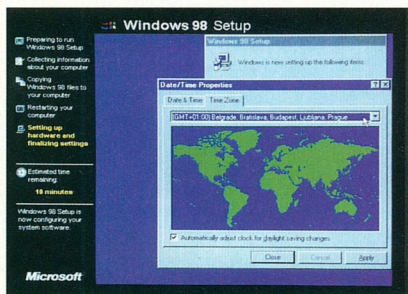 Windows 98 Setup
Preparing to run
Windows 98 Setup
Collecting information
about your computer
Copying
Windows 98 files to
your computer
Restarting your
computer
Setting up
hardware and
finalizing settings
Estimated time
remaining:
10 minutes
Windows 98 Setup is
now configuring your
system software.
Microsoft
Windows 98 Setup
Windows is now setting up the following items:
Date/Time Properties
Date & Time Time Zone
(GMT+01:00) Belgrade, Bratislava, Budapest, Ljubljana, Prague
Automatically adjust clock for daylight saving changes
Close Cancel Apply